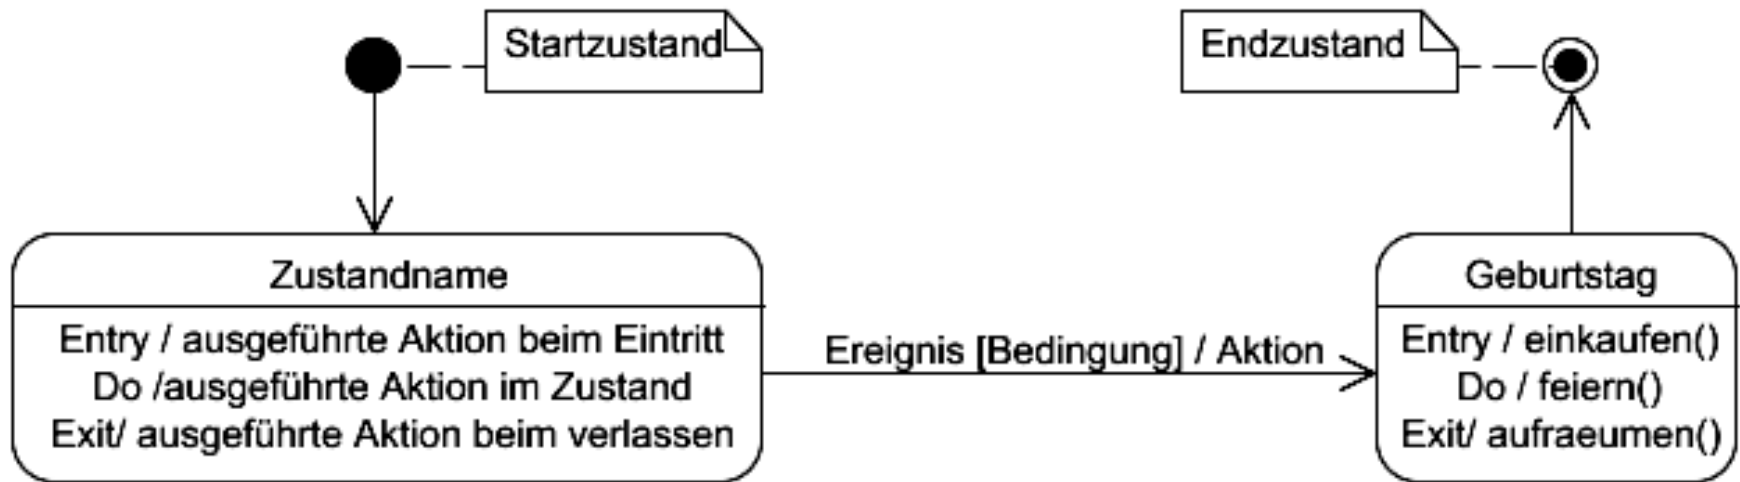 Startzustand
Endzustand
Zustandname
Entry / ausgeführte Aktion beim Eintritt
Do /ausgeführte Aktion im Zustand
Exit/ ausgeführte Aktion beim verlassen
Ereignis [Bedingung] / Aktion
Geburtstag
Entry / einkaufen()
Do / feiern()
Exit/ aufraeumen()